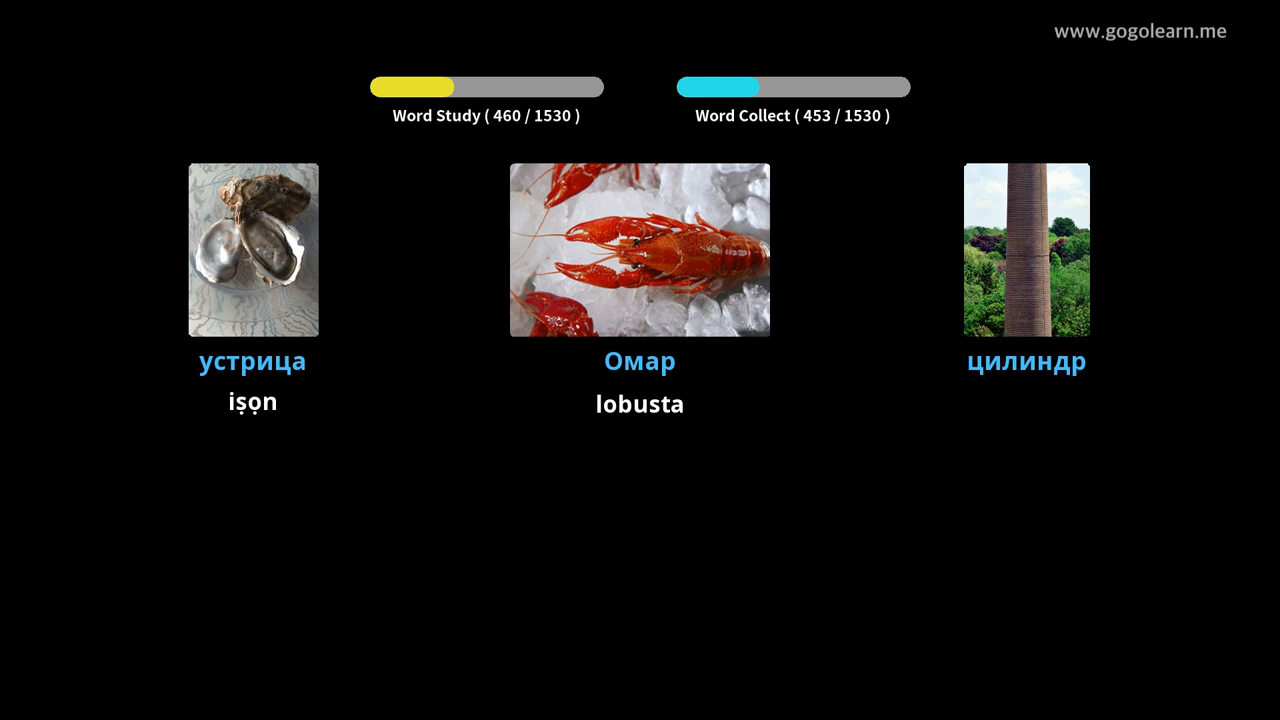 www.gogolearn.me
Word Study ( 460 / 1530 )
Word Collect ( 453 / 1530 )
устрица
Омар
цилиндр
iṣọn
lobusta